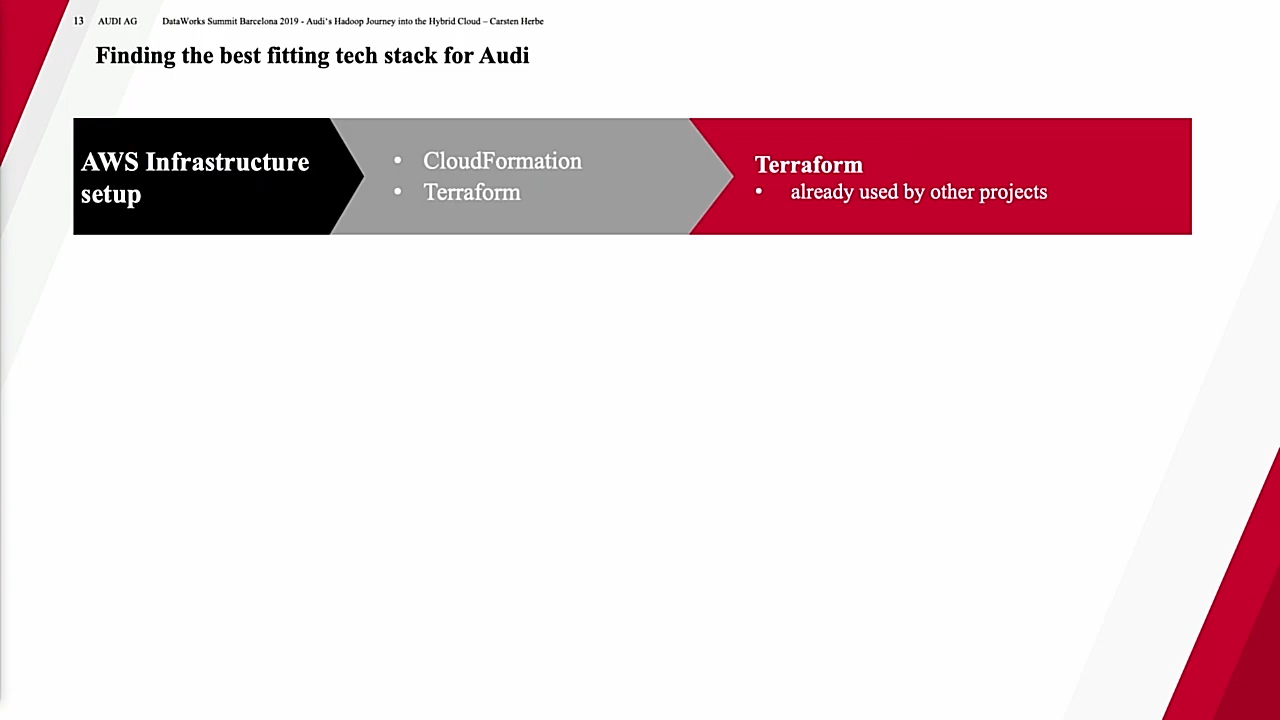 13 AUDI AG DataWorks Summit Barcelona 2019 - Audi's Hadoop Journey into the Hybrid Cloud – Carsten Herbe
Finding the best fitting tech stack for Audi
AWS Infrastructure
setup
• CloudFormation
• Terraform
Terraform
• already used by other projects